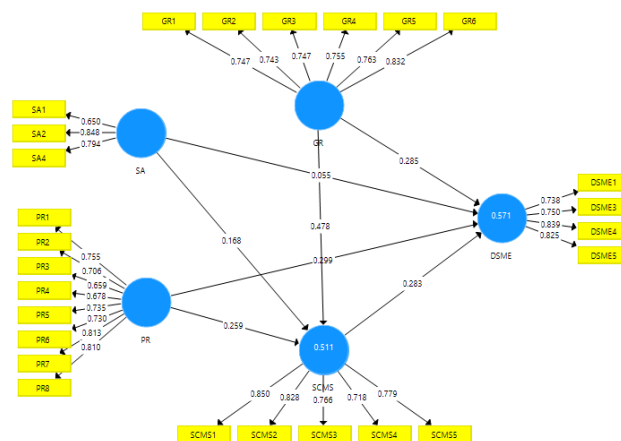 GR1 GR2 GR3 GR4 GR5 GR6
0.747 0.743 0.747 0.755 0.763 0.832
GR
SA1
SA2
SA4
0.650
0.848
0.794
SA
0.285
0.055
0.478
0.168
0.299
0.283
0.259
DSME1
DSME3
DSME4
DSME5
0.738
0.750
0.839
0.825
0.571
DSME
PR1
PR2
PR3
PR4
PR5
PR6
PR7
PR8
0.755
0.706
0.659
0.678
0.735
0.730
0.813
0.810
PR
0.511
SCMS
0.850 0.828 0.766 0.718 0.779
SCMS1 SCMS2 SCMS3 SCMS4 SCMS5